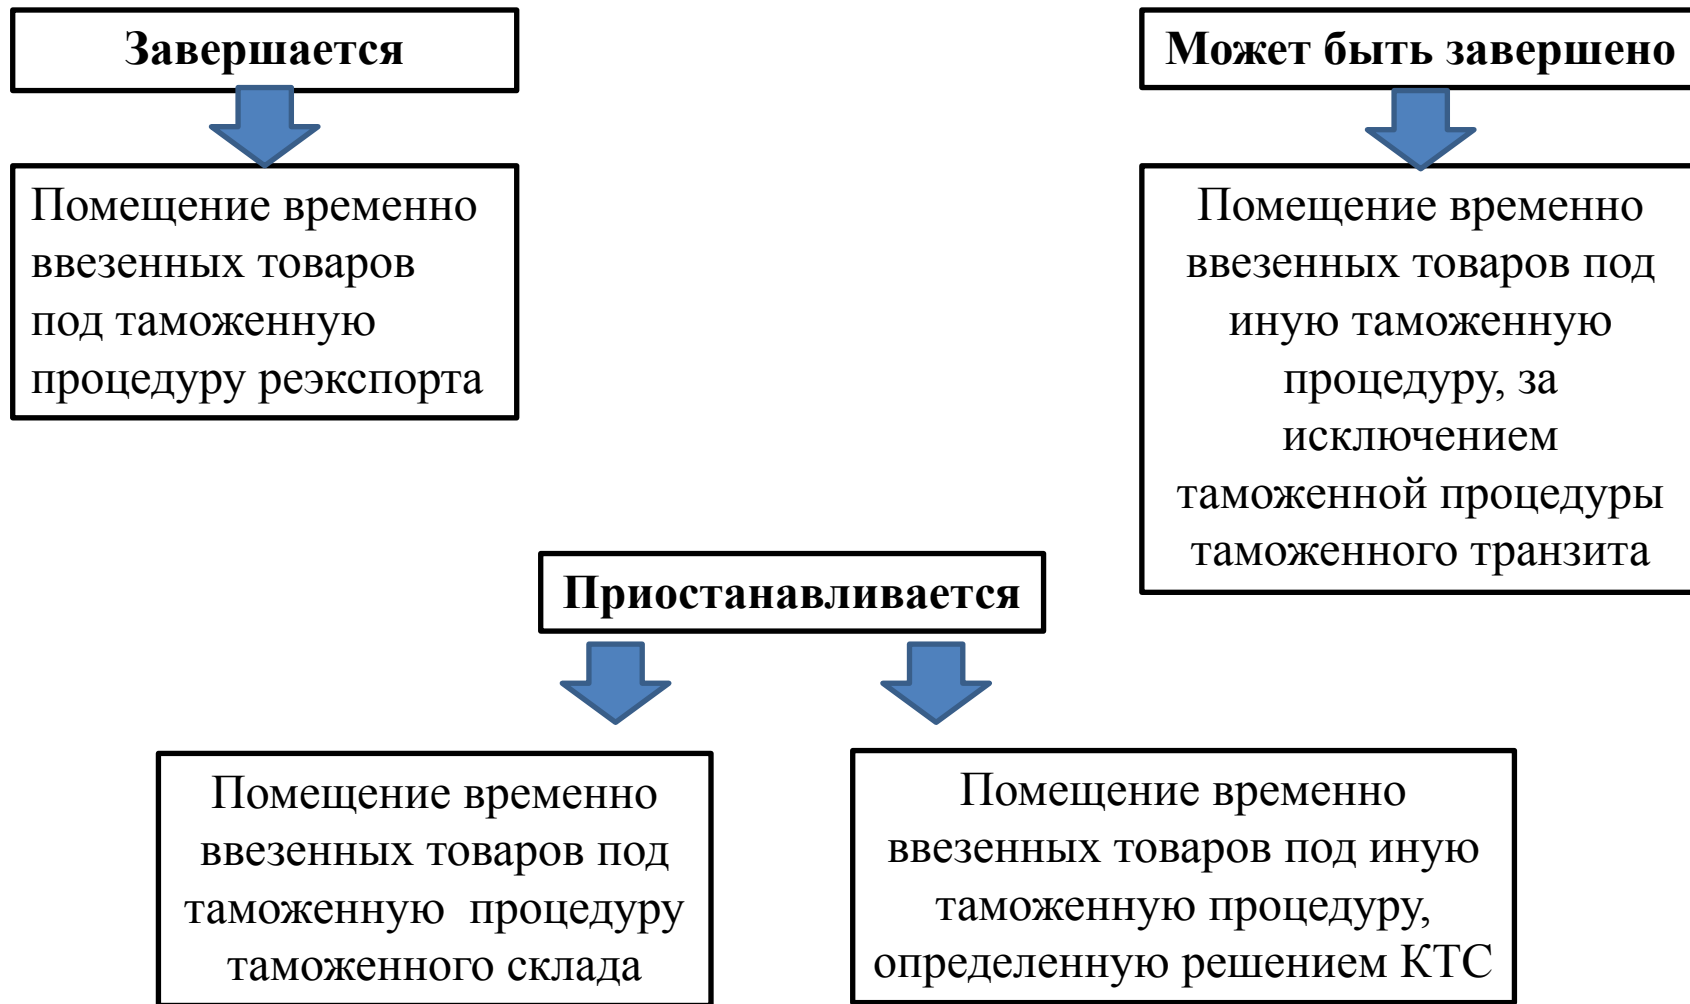 Завершается
Помещение временно
ввезенных товаров
под таможенную
процедуру реэкспорта
Может быть завершено
Помещение временно
ввезенных товаров под
иную таможенную
процедуру, за
исключением
таможенной процедуры
таможенного транзита
Приостанавливается
Помещение временно
ввезенных товаров под
таможенную процедуру
таможенного склада
Помещение временно
ввезенных товаров под иную
таможенную процедуру,
определенную решением КТС